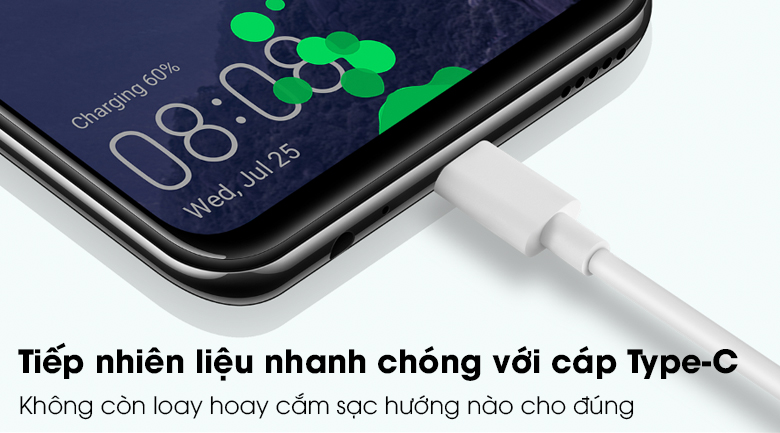 Charging 60%
08:08
Wed, Jul 25
Tiếp nhiên liệu nhanh chóng với cáp Type-C
Không còn loay hoay cắm sạc hướng nào cho đúng